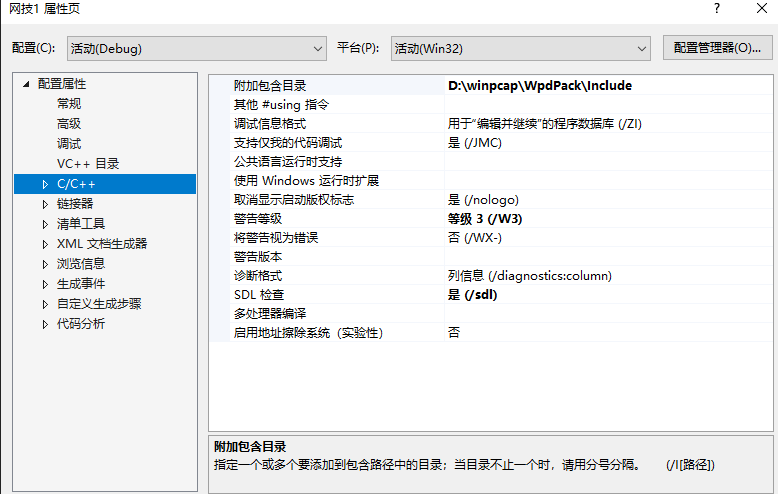 网技1 属性页
配置(C): 活动(Debug) 平台(P): 活动(Win32) 配置管理器(O)...
配置属性
常规
高级
调试
VC++ 目录
C/C++
链接器
清单工具
XML 文档生成器
浏览信息
生成事件
自定义生成步骤
代码分析
附加包含目录 D:\winpcap\WpdPack\Include
其他 #using 指令
调试信息格式 用于“编辑并继续”的程序数据库 (/ZI)
支持仅我的代码调试 是 (/JMC)
公共语言运行时支持
使用 Windows 运行时扩展
取消显示启动版权标志 是 (/nologo)
警告等级 等级 3 (/W3)
将警告视为错误 否 (/WX-)
警告版本
诊断格式 列信息 (/diagnostics:column)
SDL 检查 是 (/sdl)
多处理器编译
启用地址擦除系统（实验性） 否
附加包含目录
指定一个或多个要添加到包含路径中的目录；当目录不止一个时，请用分号分隔。 (/I[路径])